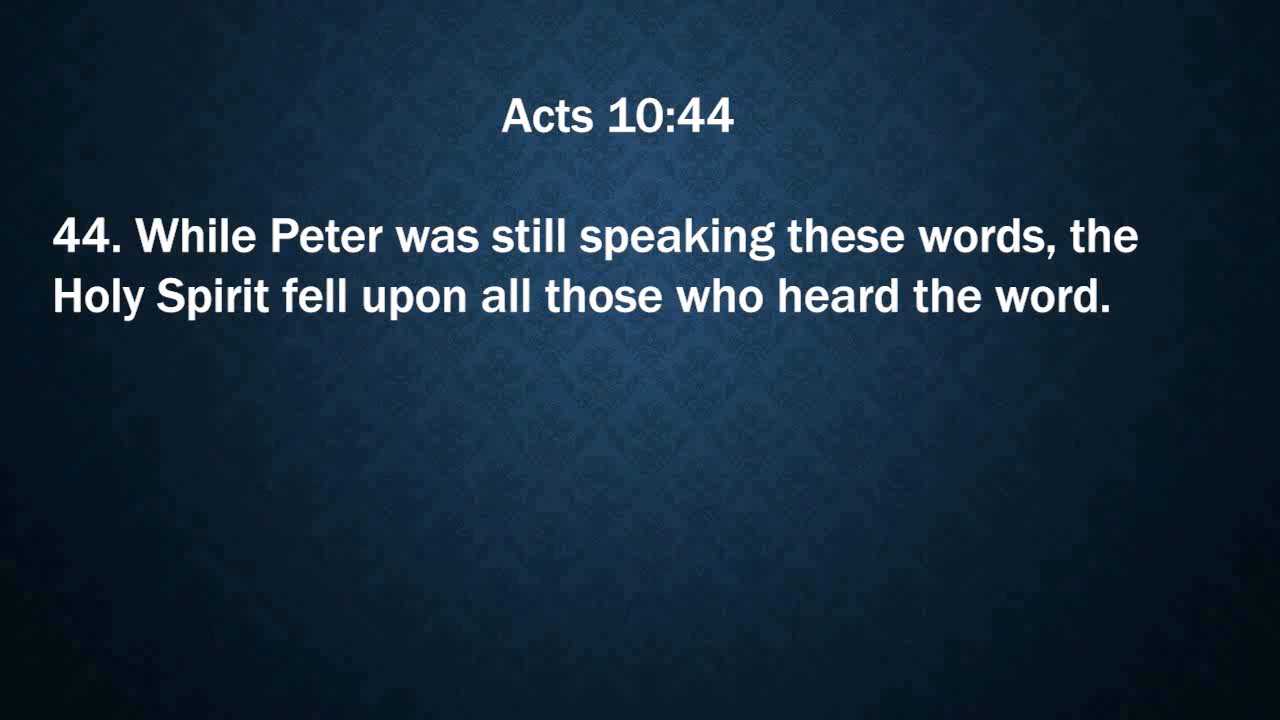 Acts 10:44
44. While Peter was still speaking these words, the
Holy Spirit fell upon all those who heard the word.